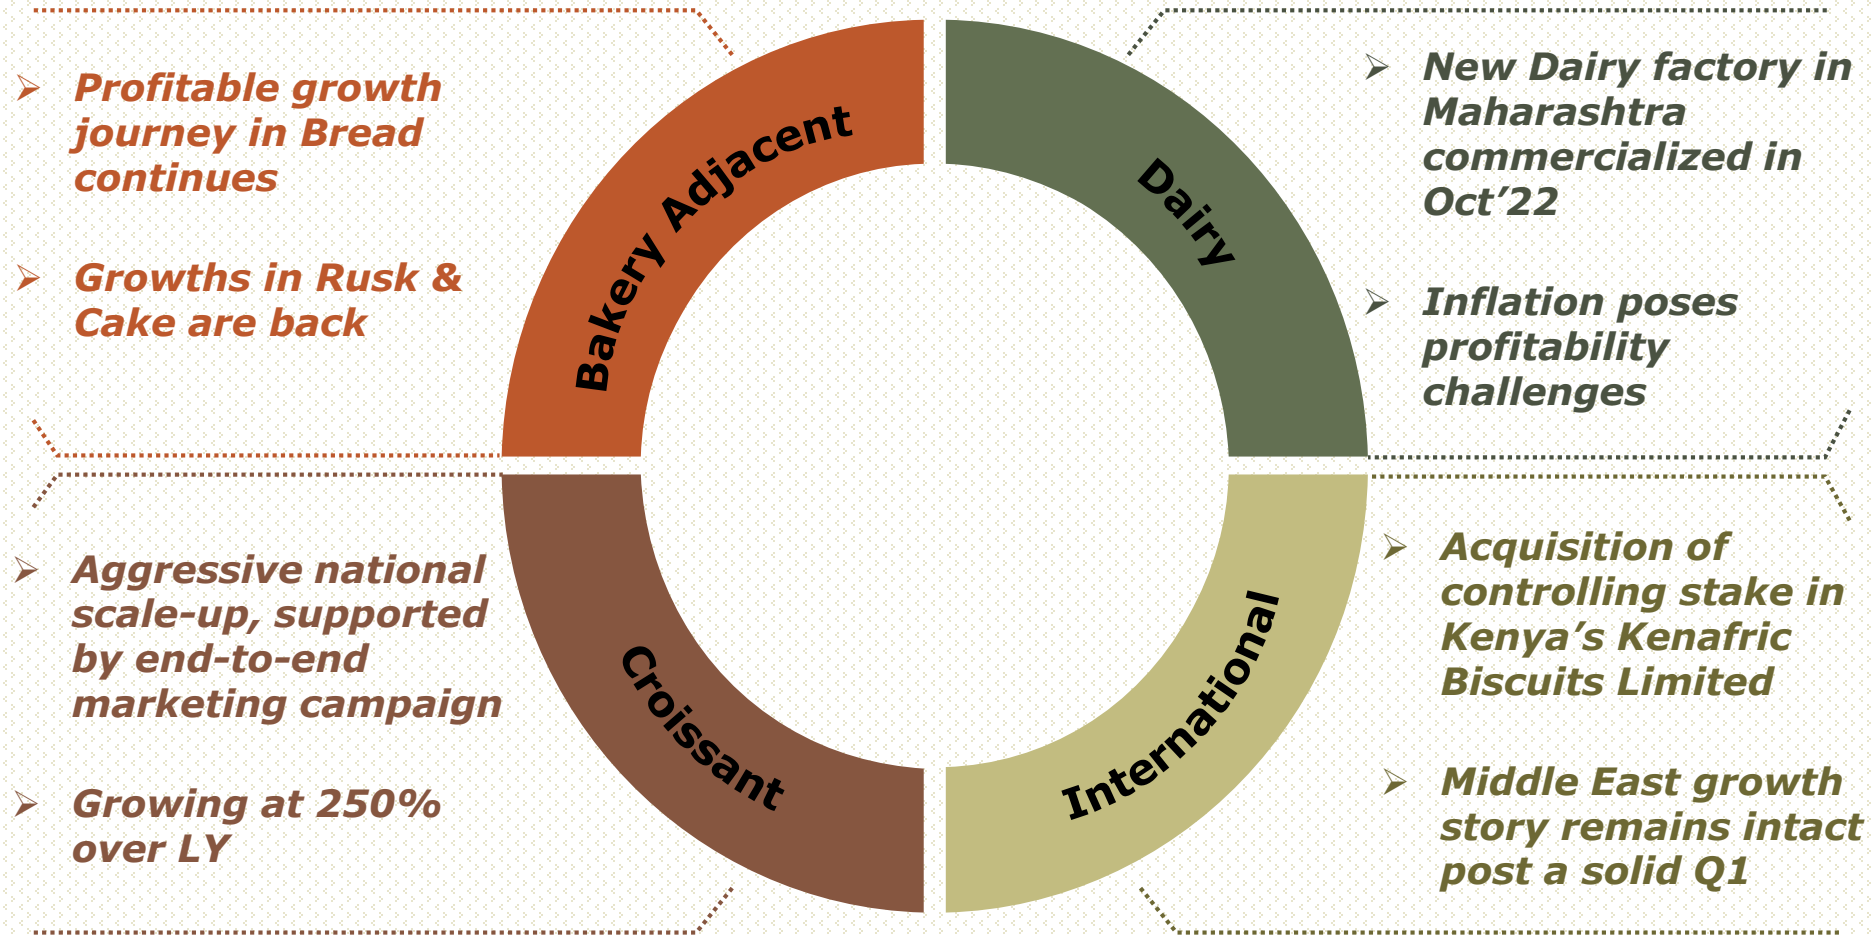 Profitable growth
journey in Bread
continues
Growths in Rusk &
Cake are back
Bakery Adjacent
Dairy
New Dairy factory in
Maharashtra
commercialized in
Oct’22
Inflation poses
profitability
challenges
Aggressive national
scale-up, supported
by end-to-end
marketing campaign
Growing at 250%
over LY
Croissant
International
Acquisition of
controlling stake in
Kenya’s Kenafric
Biscuits Limited
Middle East growth
story remains intact
post a solid Q1